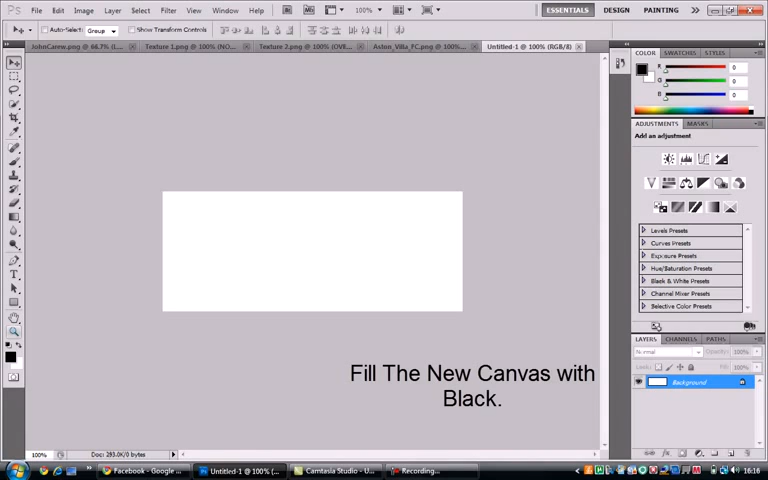 Ps File Edit Image Layer Select Filter View Window Help 100% ESSENTIALS DESIGN PAINTING
Auto-Select: Group Show Transform Controls
JohnCarew.png @ 66.7% (L... Texture 1.png @ 100% (NO... Texture 2.png @ 100% (OVE... Aston_Villa_FC.png @ 100%... Untitled-1 @ 100% (RGB/8)
COLOR SWATCHES STYLES
R 0
G 0
B 0
ADJUSTMENTS MASKS
Add an adjustment
Levels Presets
Curves Presets
Exposure Presets
Hue/Saturation Presets
Black & White Presets
Channel Mixer Presets
Selective Color Presets
LAYERS CHANNELS PATHS
Normal Opacity: 100%
Lock: Fill: 100%
Background
Fill The New Canvas with
Black.
100% Doc: 293.0K/0 bytes
Facebook - Google ... Untitled-1 @ 100% (... Camtasia Studio - U... Recording... 16:16